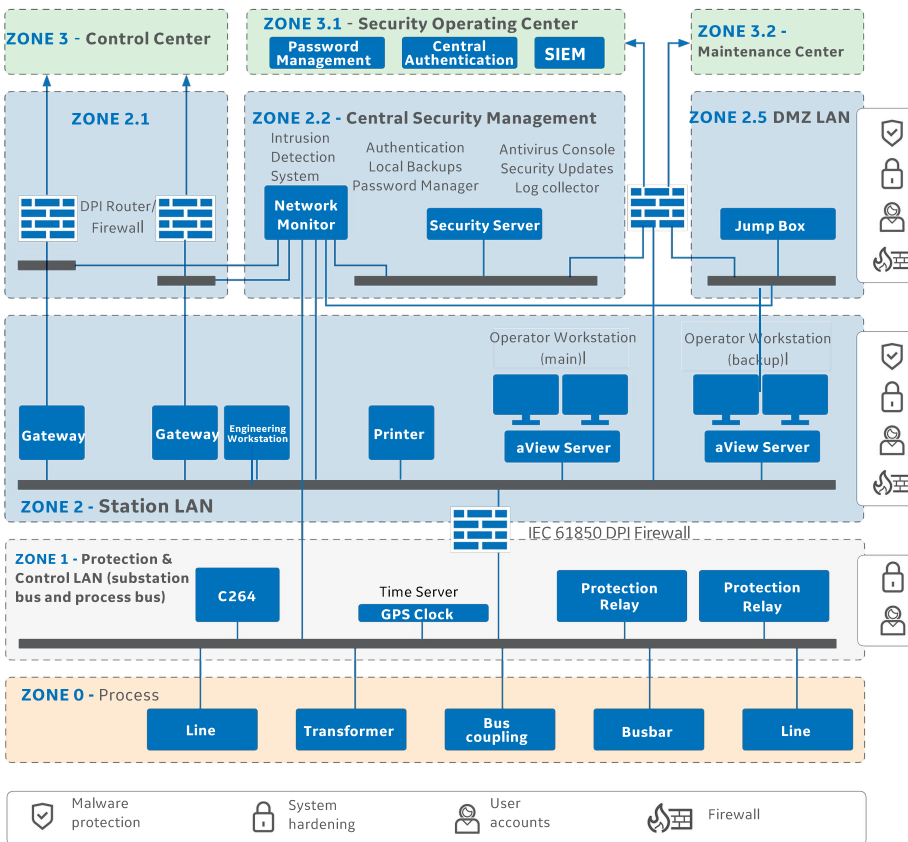 ZONE 3 - Control Center
ZONE 3.1 - Security Operating Center
Password
Management
Central
Authentication
SIEM
ZONE 3.2 -
Maintenance Center
ZONE 2.1
DPI Router/
Firewall
ZONE 2.2 - Central Security Management
Intrusion
Detection
System
Authentication
Local Backups
Password Manager
Antivirus Console
Security Updates
Log collector
Network
Monitor
Security Server
ZONE 2.5 DMZ LAN
Jump Box
Operator Workstation
(main)
Operator Workstation
(backup)
Gateway
Gateway
Engineering
Workstation
Printer
aView Server
aView Server
ZONE 2 - Station LAN
IEC 61850 DPI Firewall
ZONE 1 - Protection &
Control LAN (substation
bus and process bus)
C264
Time Server
GPS Clock
Protection
Relay
Protection
Relay
ZONE 0 - Process
Line
Transformer
Bus
coupling
Busbar
Line
Malware
protection
System
hardening
User
accounts
Firewall